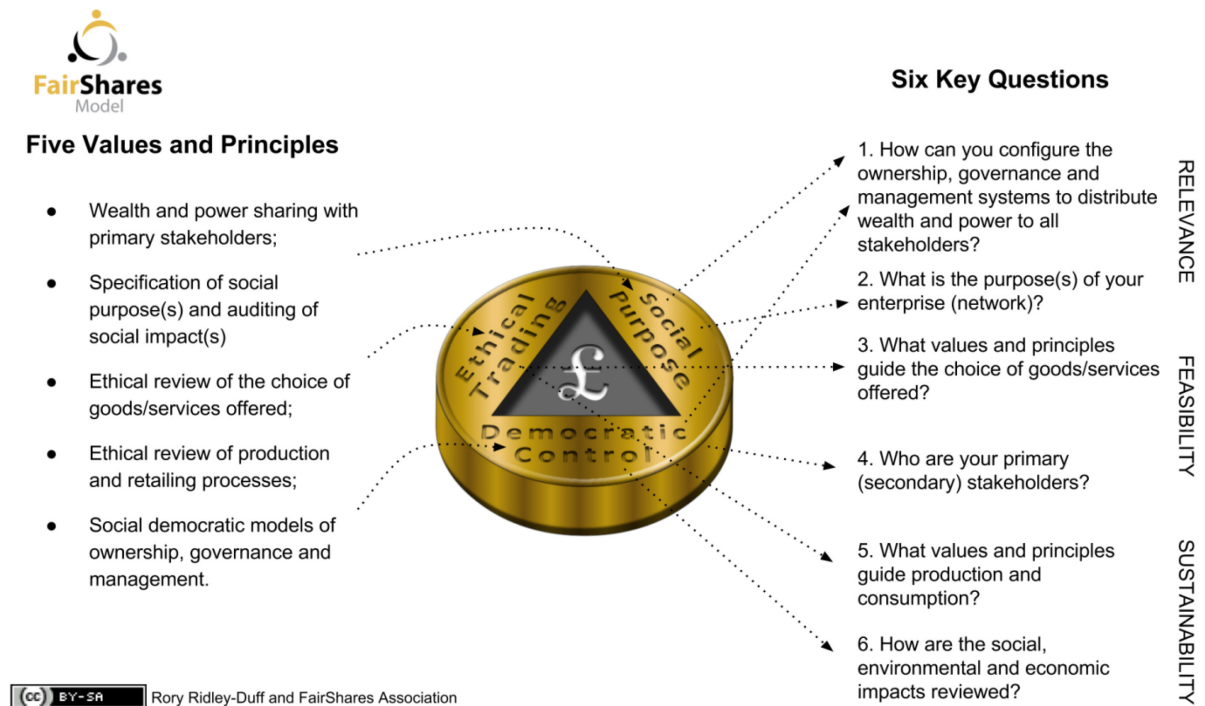 FairShares
Model
Five Values and Principles
● Wealth and power sharing with
primary stakeholders;
● Specification of social
purpose(s) and auditing of
social impact(s)
● Ethical review of the choice of
goods/services offered;
● Ethical review of production
and retailing processes;
● Social democratic models of
ownership, governance and
management.
Ethical
Trading
Social
Purpose
£
Democratic
Control
Six Key Questions
1. How can you configure the
ownership, governance and
management systems to distribute
wealth and power to all
stakeholders?
2. What is the purpose(s) of your
enterprise (network)?
3. What values and principles
guide the choice of goods/services
offered?
4. Who are your primary
(secondary) stakeholders?
5. What values and principles
guide production and
consumption?
6. How are the social,
environmental and economic
impacts reviewed?
RELEVANCE
FEASIBILITY
SUSTAINABILITY
cc BY-SA
Rory Ridley-Duff and FairShares Association